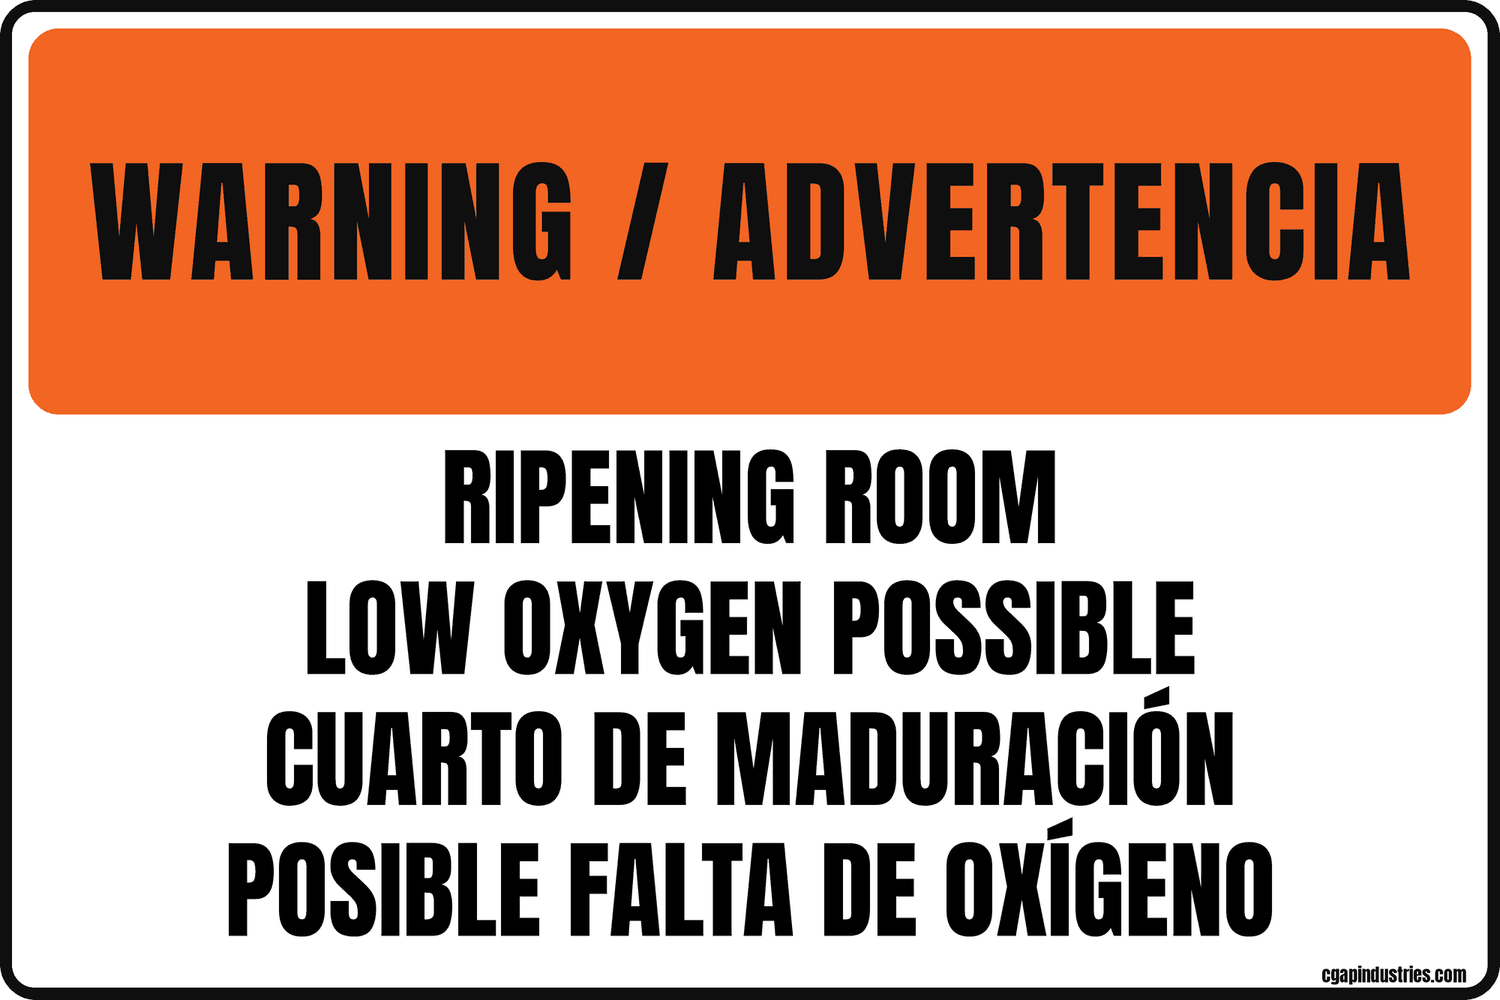 WARNING / ADVERTENCIA
RIPENING ROOM
LOW OXYGEN POSSIBLE
CUARTO DE MADURACIÓN
POSIBLE FALTA DE OXÍGENO
cgapindustries.com